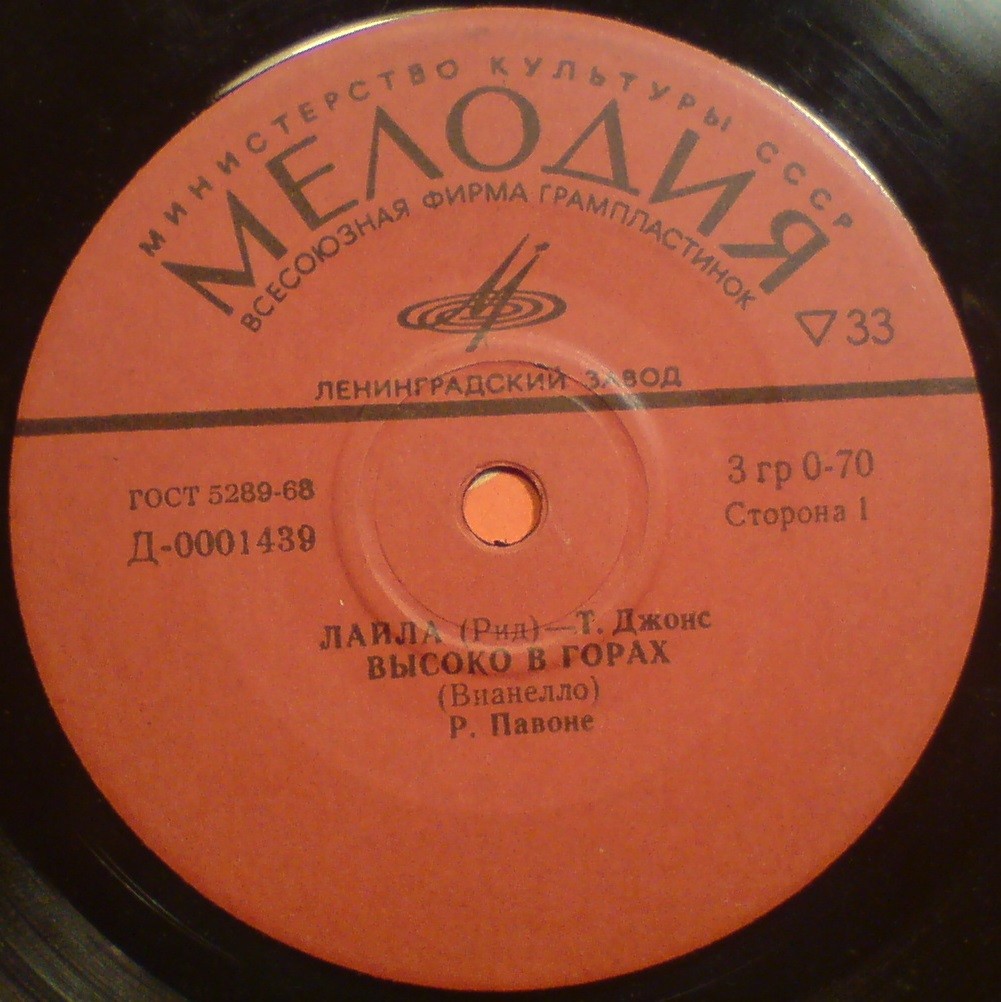 МИНИСТЕРСТВО КУЛЬТУРЫ СССР
МЕЛОДИЯ
ВСЕСОЮЗНАЯ ФИРМА ГРАМПЛАСТИНОК
▽33
ЛЕНИНГРАДСКИЙ ЗАВОД
ГОСТ 5289-68
Д-0001439
3 гр 0-70
Сторона 1
ЛАЙЛА (Рид)—Т. Джонс
ВЫСОКО В ГОРАХ
(Вианелло)
Р. Павоне